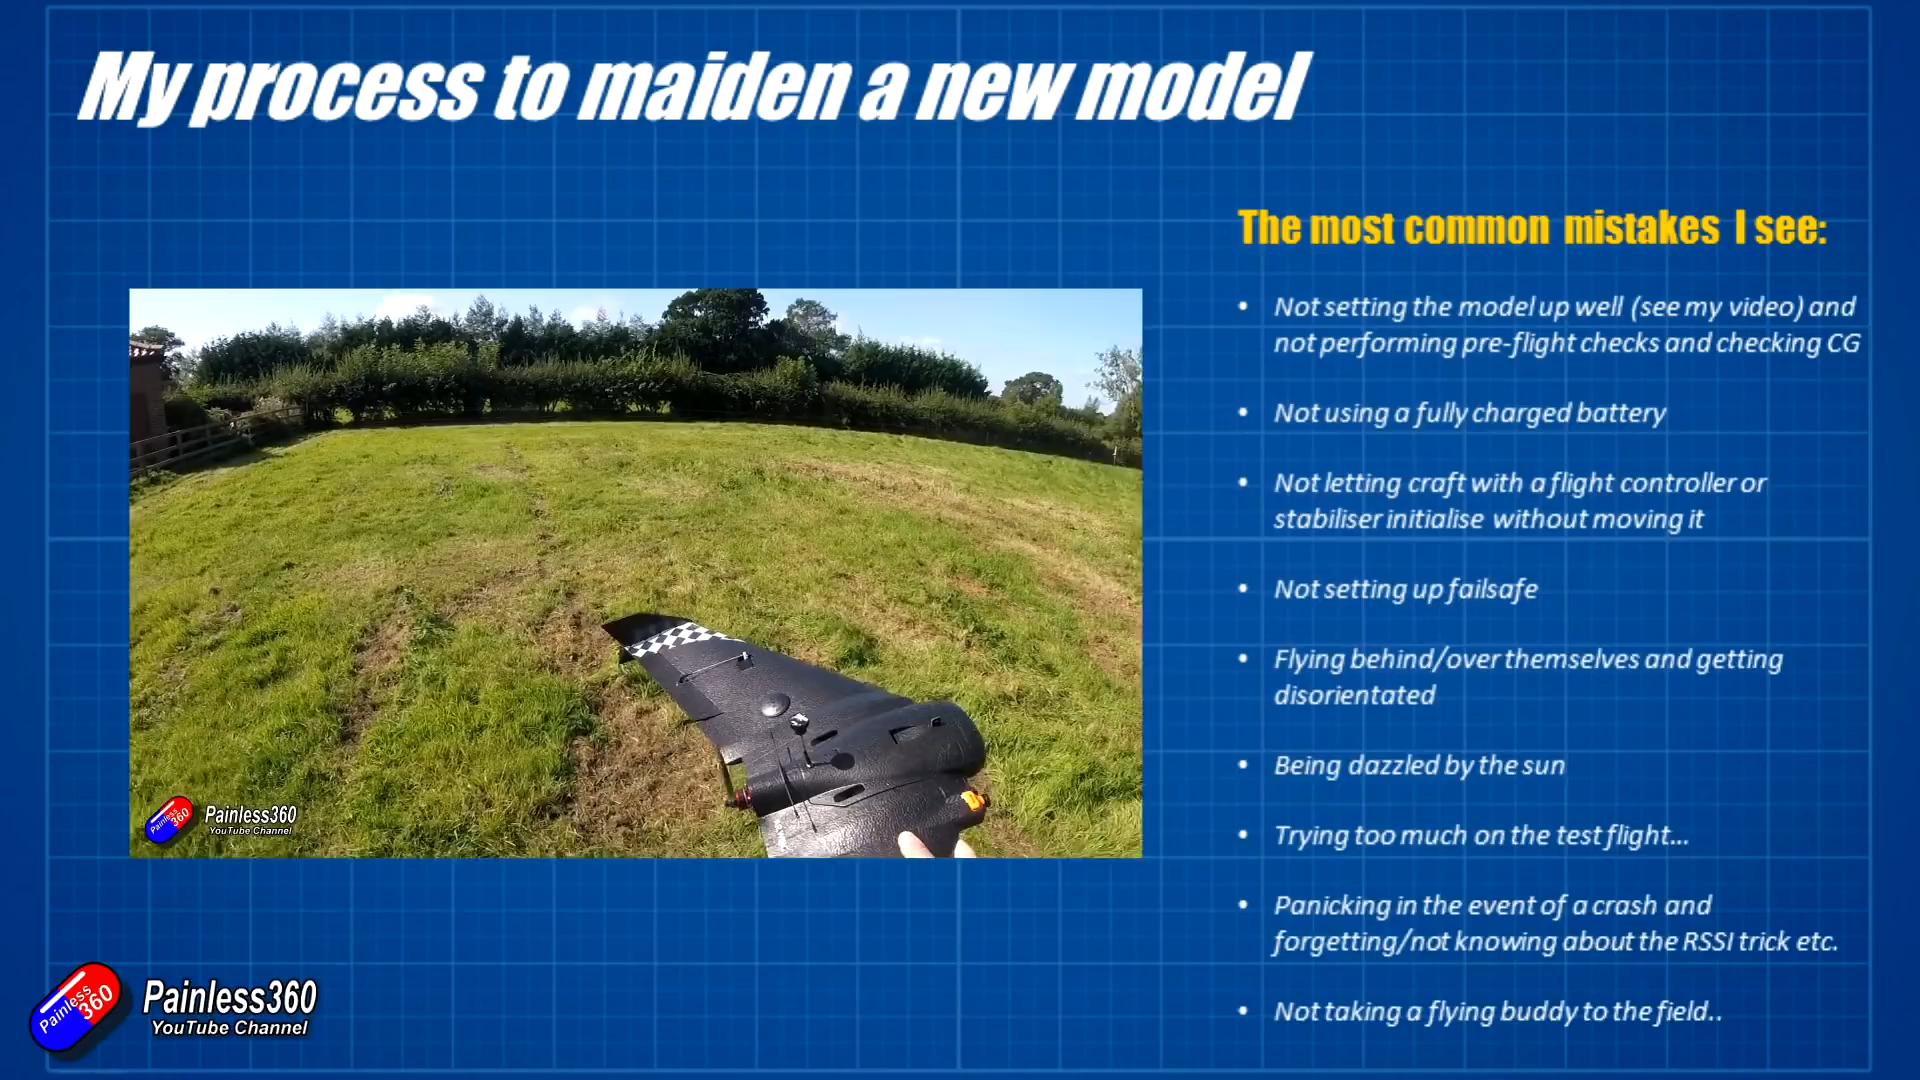 My process to maiden a new model
The most common mistakes I see:
• Not setting the model up well (see my video) and
not performing pre-flight checks and checking CG
• Not using a fully charged battery
• Not letting craft with a flight controller or
stabiliser initialise without moving it
• Not setting up failsafe
• Flying behind/over themselves and getting
disorientated
• Being dazzled by the sun
• Trying too much on the test flight...
• Panicking in the event of a crash and
forgetting/not knowing about the RSSI trick etc.
• Not taking a flying buddy to the field..
Painless
360
Painless360
YouTube Channel
Painless
360
Painless360
YouTube Channel